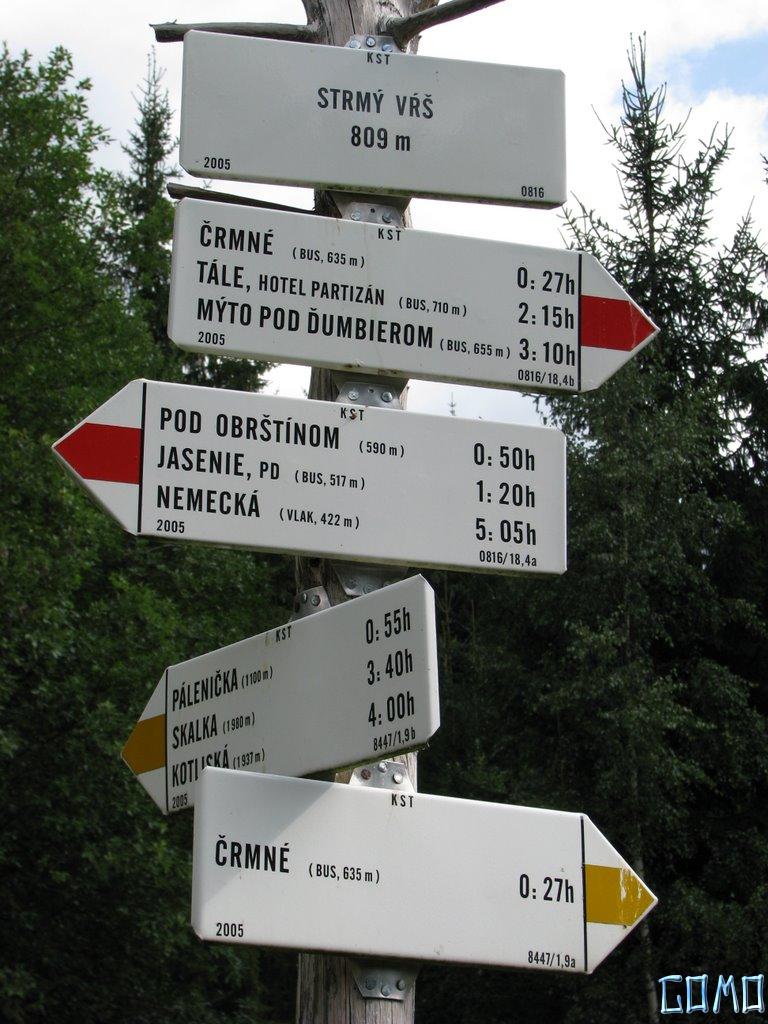 KST
STRMÝ VŔŠ
809 m
2005 0816
KST
ČRMNÉ (BUS, 635 m) 0:27h
TÁLE, HOTEL PARTIZÁN (BUS, 710 m) 2:15h
MÝTO POD ĎUMBIEROM (BUS, 655 m) 3:10h
2005 0816/18,4b
KST
POD OBRŠTÍNOM (590 m) 0:50h
JASENIE, PD (BUS, 517 m) 1:20h
NEMECKÁ (VLAK, 422 m) 5:05h
2005 0816/18,4a
KST
PÁLENIČKA (1100 m) 0:55h
SKALKA (1980 m) 3:40h
KOTLISKÁ (1937 m) 4:00h
2005 8447/1,9b
KST
ČRMNÉ (BUS, 635 m) 0:27h
2005 8447/1,9a
GOMO